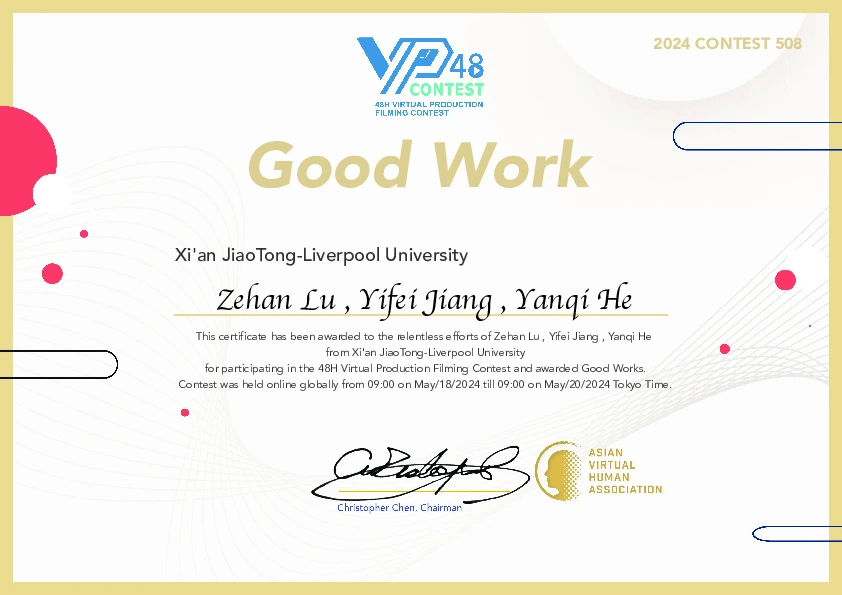 2024 CONTEST 508
VP48
CONTEST
48H VIRTUAL PRODUCTION
FILMING CONTEST
Good Work
Xi'an JiaoTong-Liverpool University
Zehan Lu , Yifei Jiang , Yanqi He
This certificate has been awarded to the relentless efforts of Zehan Lu , Yifei Jiang , Yanqi He
from Xi'an JiaoTong-Liverpool University
for participating in the 48H Virtual Production Filming Contest and awarded Good Works.
Contest was held online globally from 09:00 on May/18/2024 till 09:00 on May/20/2024 Tokyo Time.
Christopher Chen, Chairman
ASIAN
VIRTUAL
HUMAN
ASSOCIATION